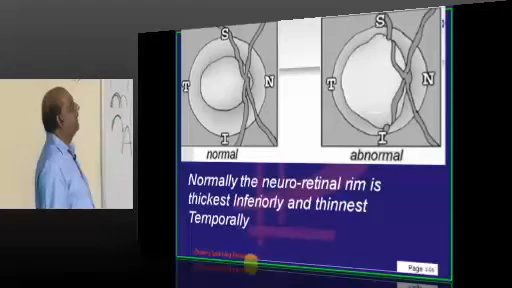 S
S
T
N
T
N
I
I
normal
abnormal
Normally the neuro-retinal rim is
thickest Inferiorly and thinnest
Temporally
Page